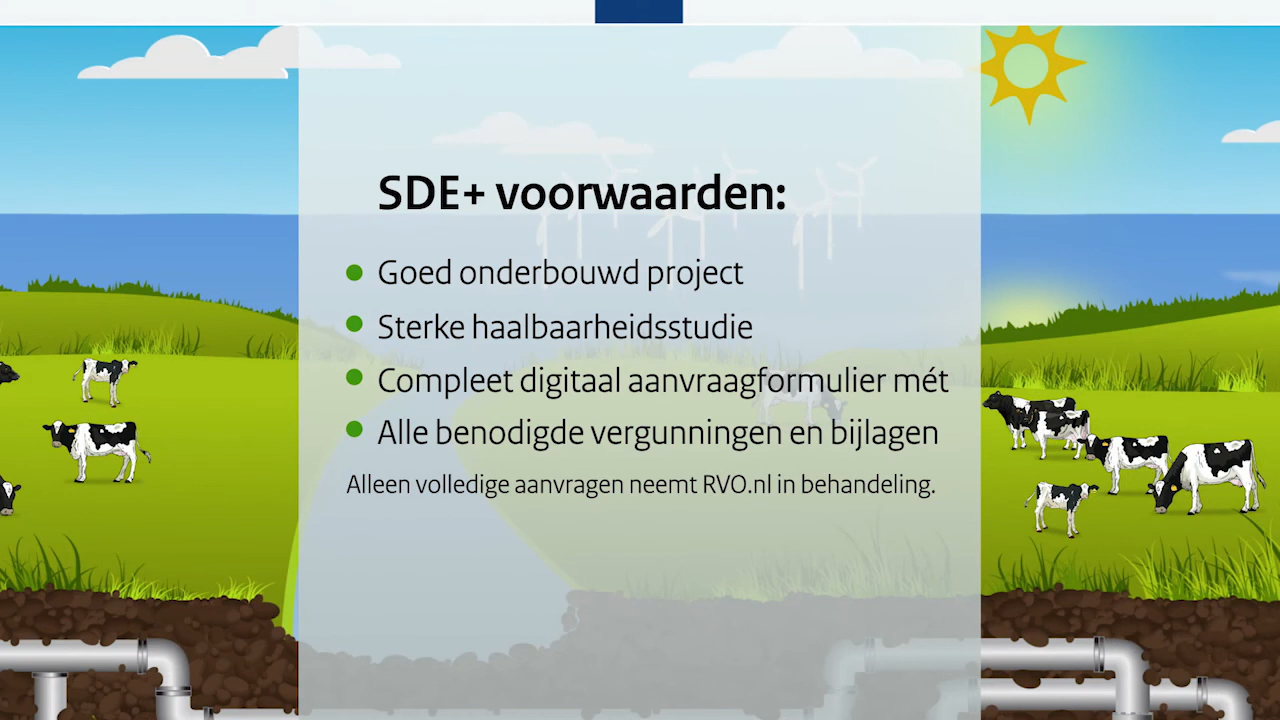 SDE+ voorwaarden:
Goed onderbouwd project
Sterke haalbaarheidsstudie
Compleet digitaal aanvraagformulier mét
Alle benodigde vergunningen en bijlagen
Alleen volledige aanvragen neemt RVO.nl in behandeling.